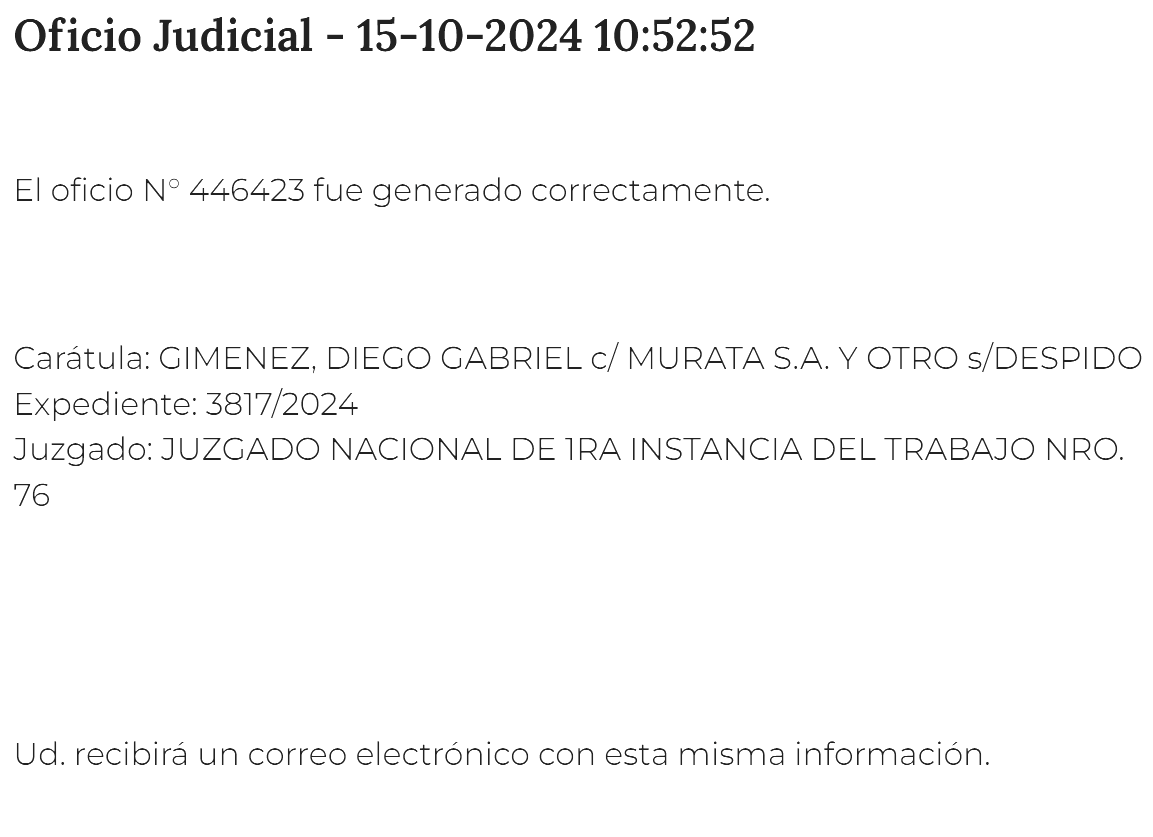 Oficio Judicial - 15-10-2024 10:52:52
El oficio N° 446423 fue generado correctamente.
Carátula: GIMENEZ, DIEGO GABRIEL c/ MURATA S.A. Y OTRO s/DESPIDO
Expediente: 3817/2024
Juzgado: JUZGADO NACIONAL DE 1RA INSTANCIA DEL TRABAJO NRO.
76
Ud. recibirá un correo electrónico con esta misma información.